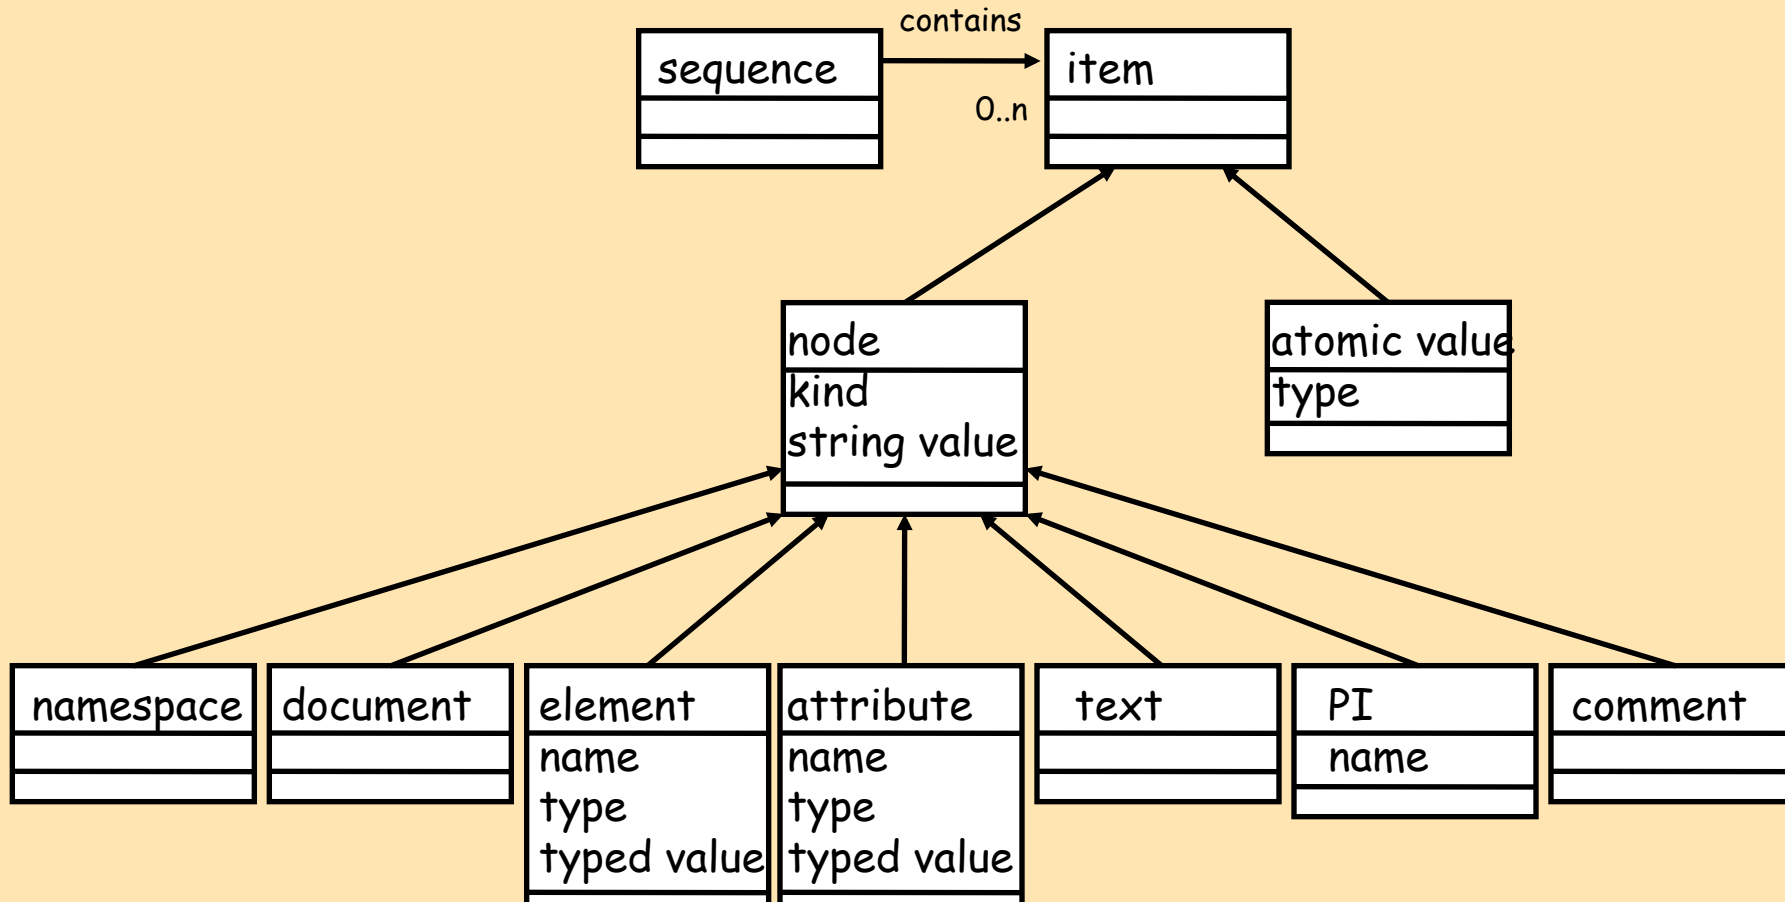 contains
sequence
item
0..n
node
kind
string value
atomic value
type
namespace
document
element
name
type
typed value
attribute
name
type
typed value
text
PI
name
comment